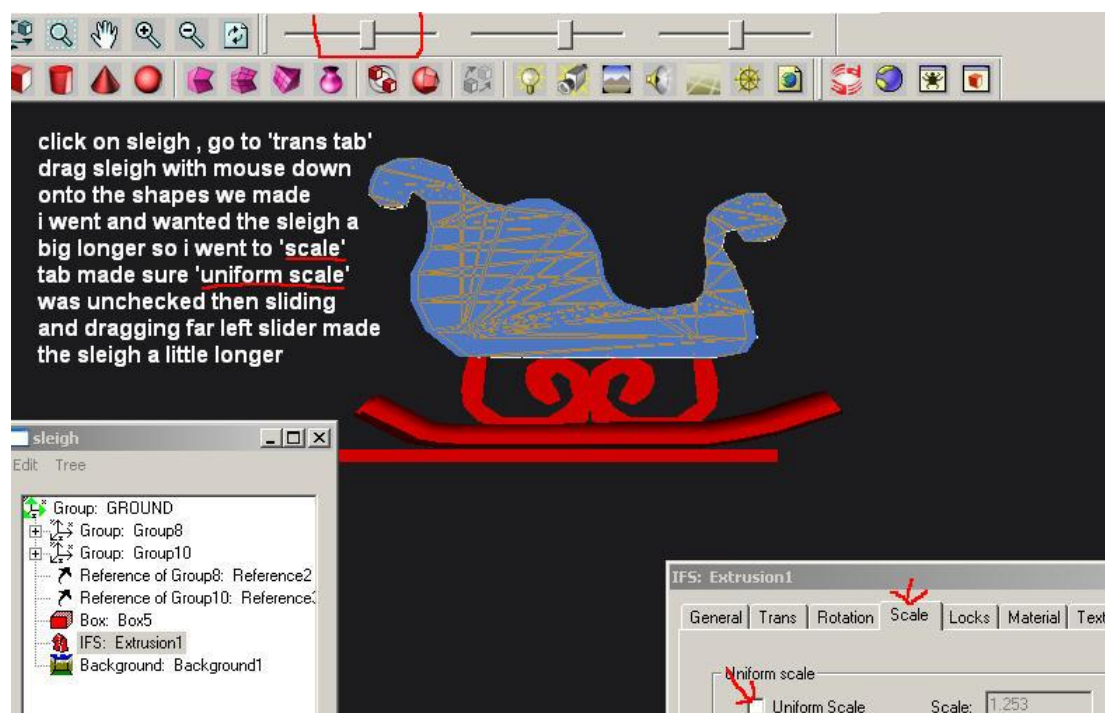 click on sleigh , go to 'trans tab'
drag sleigh with mouse down
onto the shapes we made
i went and wanted the sleigh a
big longer so i went to 'scale'
tab made sure 'uniform scale'
was unchecked then sliding
and dragging far left slider made
the sleigh a little longer
sleigh
Edit Tree
Group: GROUND
Group: Group8
Group: Group10
Reference of Group8: Reference2
Reference of Group10: Reference
Box: Box5
IFS: Extrusion1
Background: Background1
IFS: Extrusion1
General Trans Rotation Scale Locks Material Text
Uniform scale
Uniform Scale Scale: 1.253